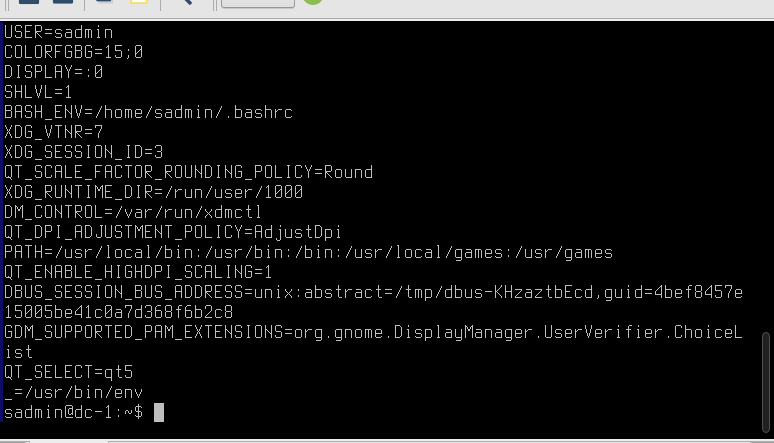 USER=sadmin
COLORFGBG=15;0
DISPLAY=:0
SHLVL=1
BASH_ENV=/home/sadmin/.bashrc
XDG_VTNR=7
XDG_SESSION_ID=3
QT_SCALE_FACTOR_ROUNDING_POLICY=Round
XDG_RUNTIME_DIR=/run/user/1000
DM_CONTROL=/var/run/xdmctl
QT_DPI_ADJUSTMENT_POLICY=AdjustDpi
PATH=/usr/local/bin:/usr/bin:/bin:/usr/local/games:/usr/games
QT_ENABLE_HIGHDPI_SCALING=1
DBUS_SESSION_BUS_ADDRESS=unix:abstract=/tmp/dbus-KHzaztbEcd,guid=4bef8457e
15005be41c0a7d368f6b2c8
GDM_SUPPORTED_PAM_EXTENSIONS=org.gnome.DisplayManager.UserVerifier.ChoiceL
ist
QT_SELECT=qt5
_=/usr/bin/env
sadmin@dc-1:~$